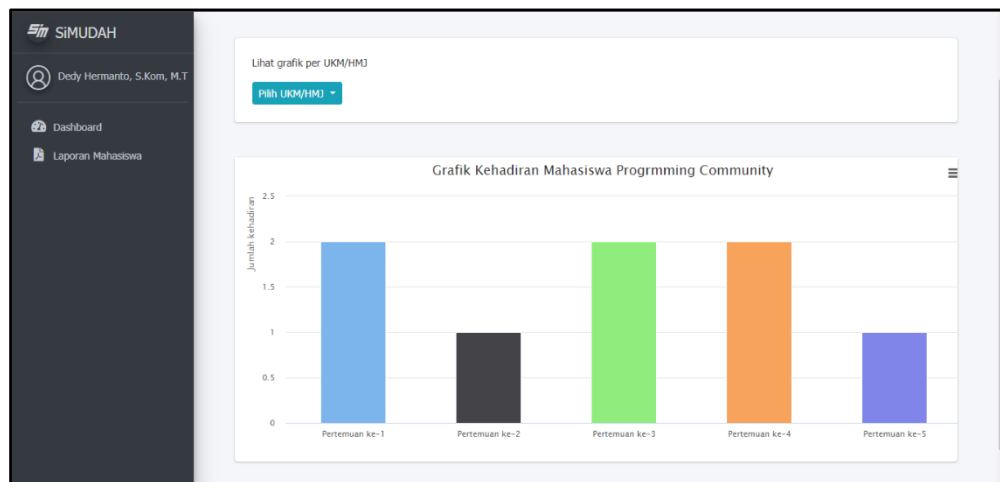 Sim SiMUDAH
Dedy Hermanto, S.Kom, M.T
Dashboard
Laporan Mahasiswa
Lihat grafik per UKM/HMJ
Pilih UKM/HMJ
Grafik Kehadiran Mahasiswa Progrmming Community
Jumlah kehadiran
2.5
2
1.5
1
0.5
0
Pertemuan ke-1 Pertemuan ke-2 Pertemuan ke-3 Pertemuan ke-4 Pertemuan ke-5